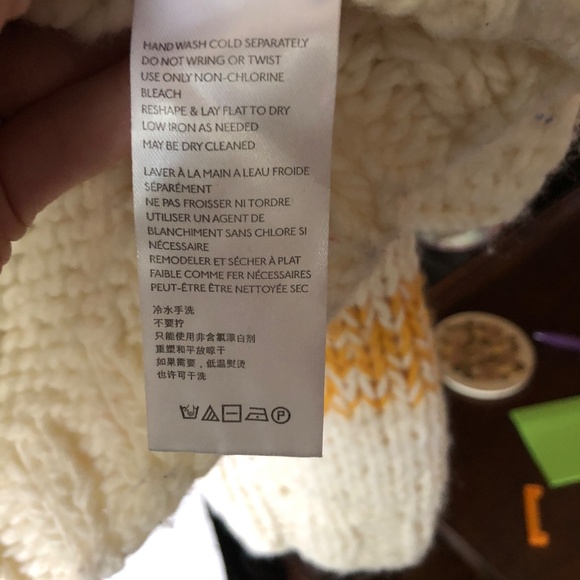 HAND WASH COLD SEPARATELY
DO NOT WRING OR TWIST
USE ONLY NON-CHLORINE
BLEACH
RESHAPE & LAY FLAT TO DRY
LOW IRON AS NEEDED
MAY BE DRY CLEANED
LAVER À LA MAIN A LEAU FROIDE
SÉPARÉMENT
NE PAS FROISSER NI TORDRE
UTILISER UN AGENT DE
BLANCHIMENT SANS CHLORE SI
NÉCESSAIRE
REMODELER ET SÉCHER À PLAT
FAIBLE COMME FER NÉCESSAIRES
PEUT-ÊTRE ÊTRE NETTOYÉE SEC
冷水手洗
不要拧
只能使用非含氯漂白剂
重塑和平放晾干
如果需要，低温熨烫
也许可干洗
P